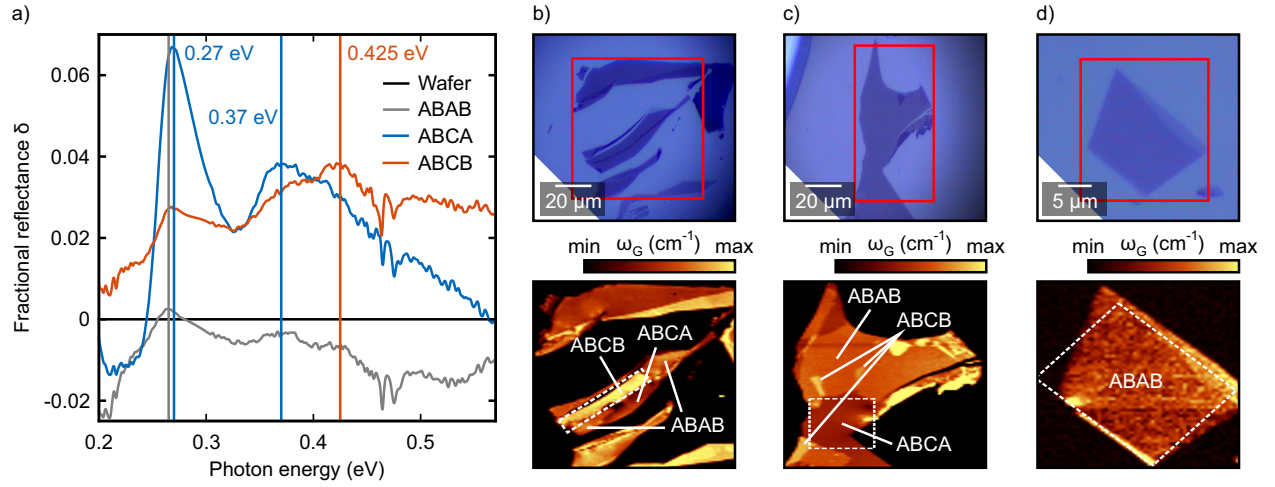 a)
Fractional reflectance δ
0.06
0.04
0.02
0
-0.02
0.2
0.3
0.4
0.5
Photon energy (eV)
0.27 eV
0.37 eV
0.425 eV
Wafer
ABAB
ABCA
ABCB
b)
20 µm
min ω_G (cm⁻¹) max
ABCB
ABCA
ABAB
c)
20 µm
min ω_G (cm⁻¹) max
ABAB
ABCB
ABCA
d)
5 µm
min ω_G (cm⁻¹) max
ABAB